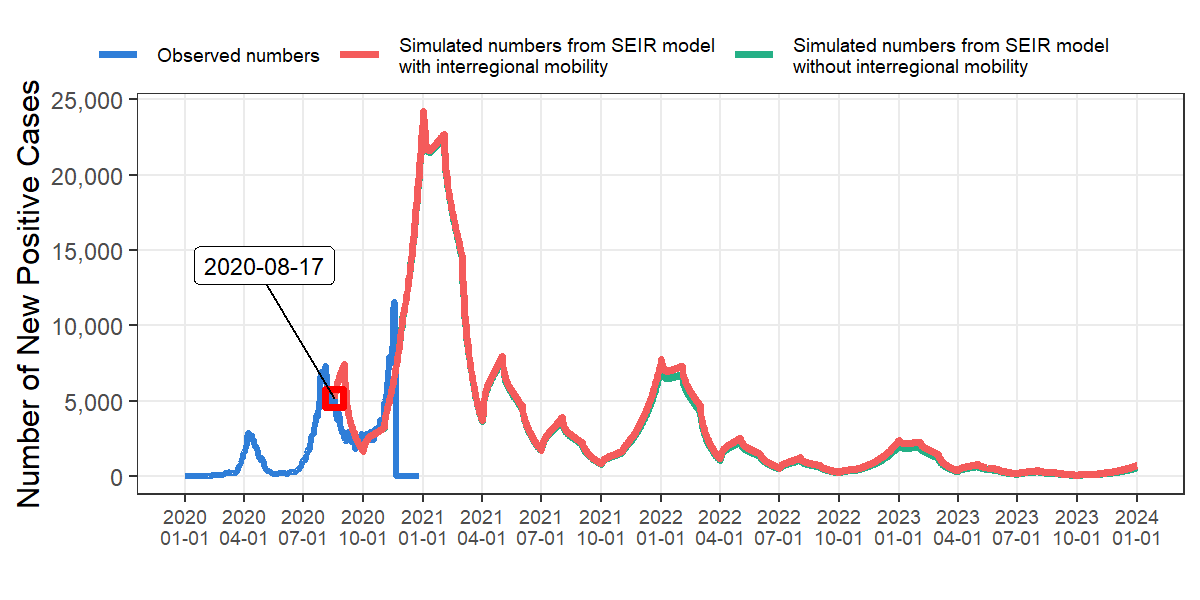 Observed numbers
Simulated numbers from SEIR model
with interregional mobility
Simulated numbers from SEIR model
without interregional mobility
Number of New Positive Cases
25,000
20,000
15,000
10,000
5,000
0
2020-08-17
2020 2020 2020 2020 2021 2021 2021 2021 2022 2022 2022 2022 2023 2023 2023 2023 2024
01-01 04-01 07-01 10-01 01-01 04-01 07-01 10-01 01-01 04-01 07-01 10-01 01-01 04-01 07-01 10-01 01-01